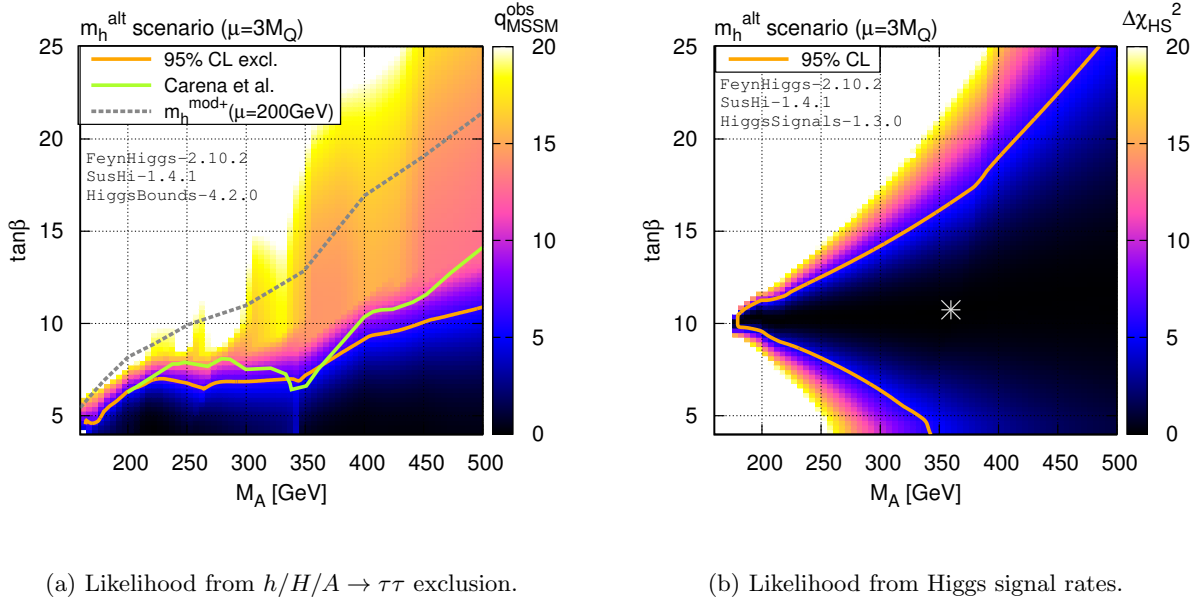 m_h^alt scenario (μ=3M_Q)
q_MSSM^obs
95% CL excl.
Carena et al.
m_h^mod+(μ=200GeV)
FeynHiggs-2.10.2
SusHi-1.4.1
HiggsBounds-4.2.0
tanβ
25
20
15
10
5
200 250 300 350 400 450 500
M_A [GeV]
20
15
10
5
0
m_h^alt scenario (μ=3M_Q)
Δχ_HS^2
95% CL
FeynHiggs-2.10.2
SusHi-1.4.1
HiggsSignals-1.3.0
tanβ
25
20
15
10
5
200 250 300 350 400 450 500
M_A [GeV]
20
15
10
5
0
(a) Likelihood from h/H/A → ττ exclusion.
(b) Likelihood from Higgs signal rates.